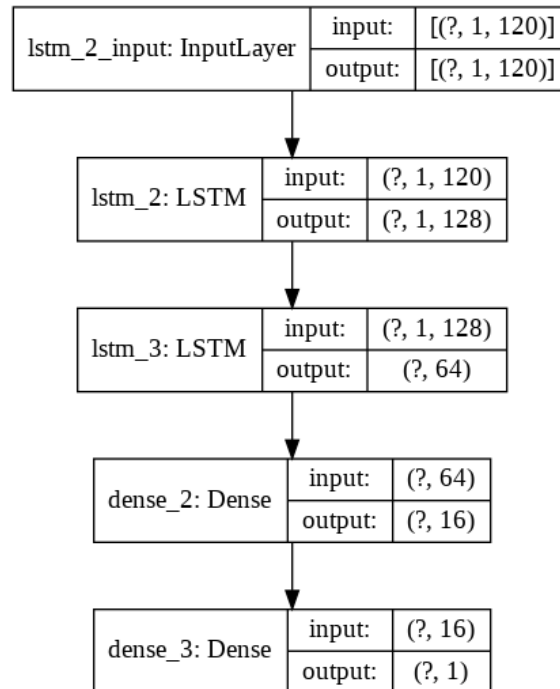 lstm_2_input: InputLayer
input: [(?, 1, 120)]
output: [(?, 1, 120)]
lstm_2: LSTM
input: (?, 1, 120)
output: (?, 1, 128)
lstm_3: LSTM
input: (?, 1, 128)
output: (?, 64)
dense_2: Dense
input: (?, 64)
output: (?, 16)
dense_3: Dense
input: (?, 16)
output: (?, 1)